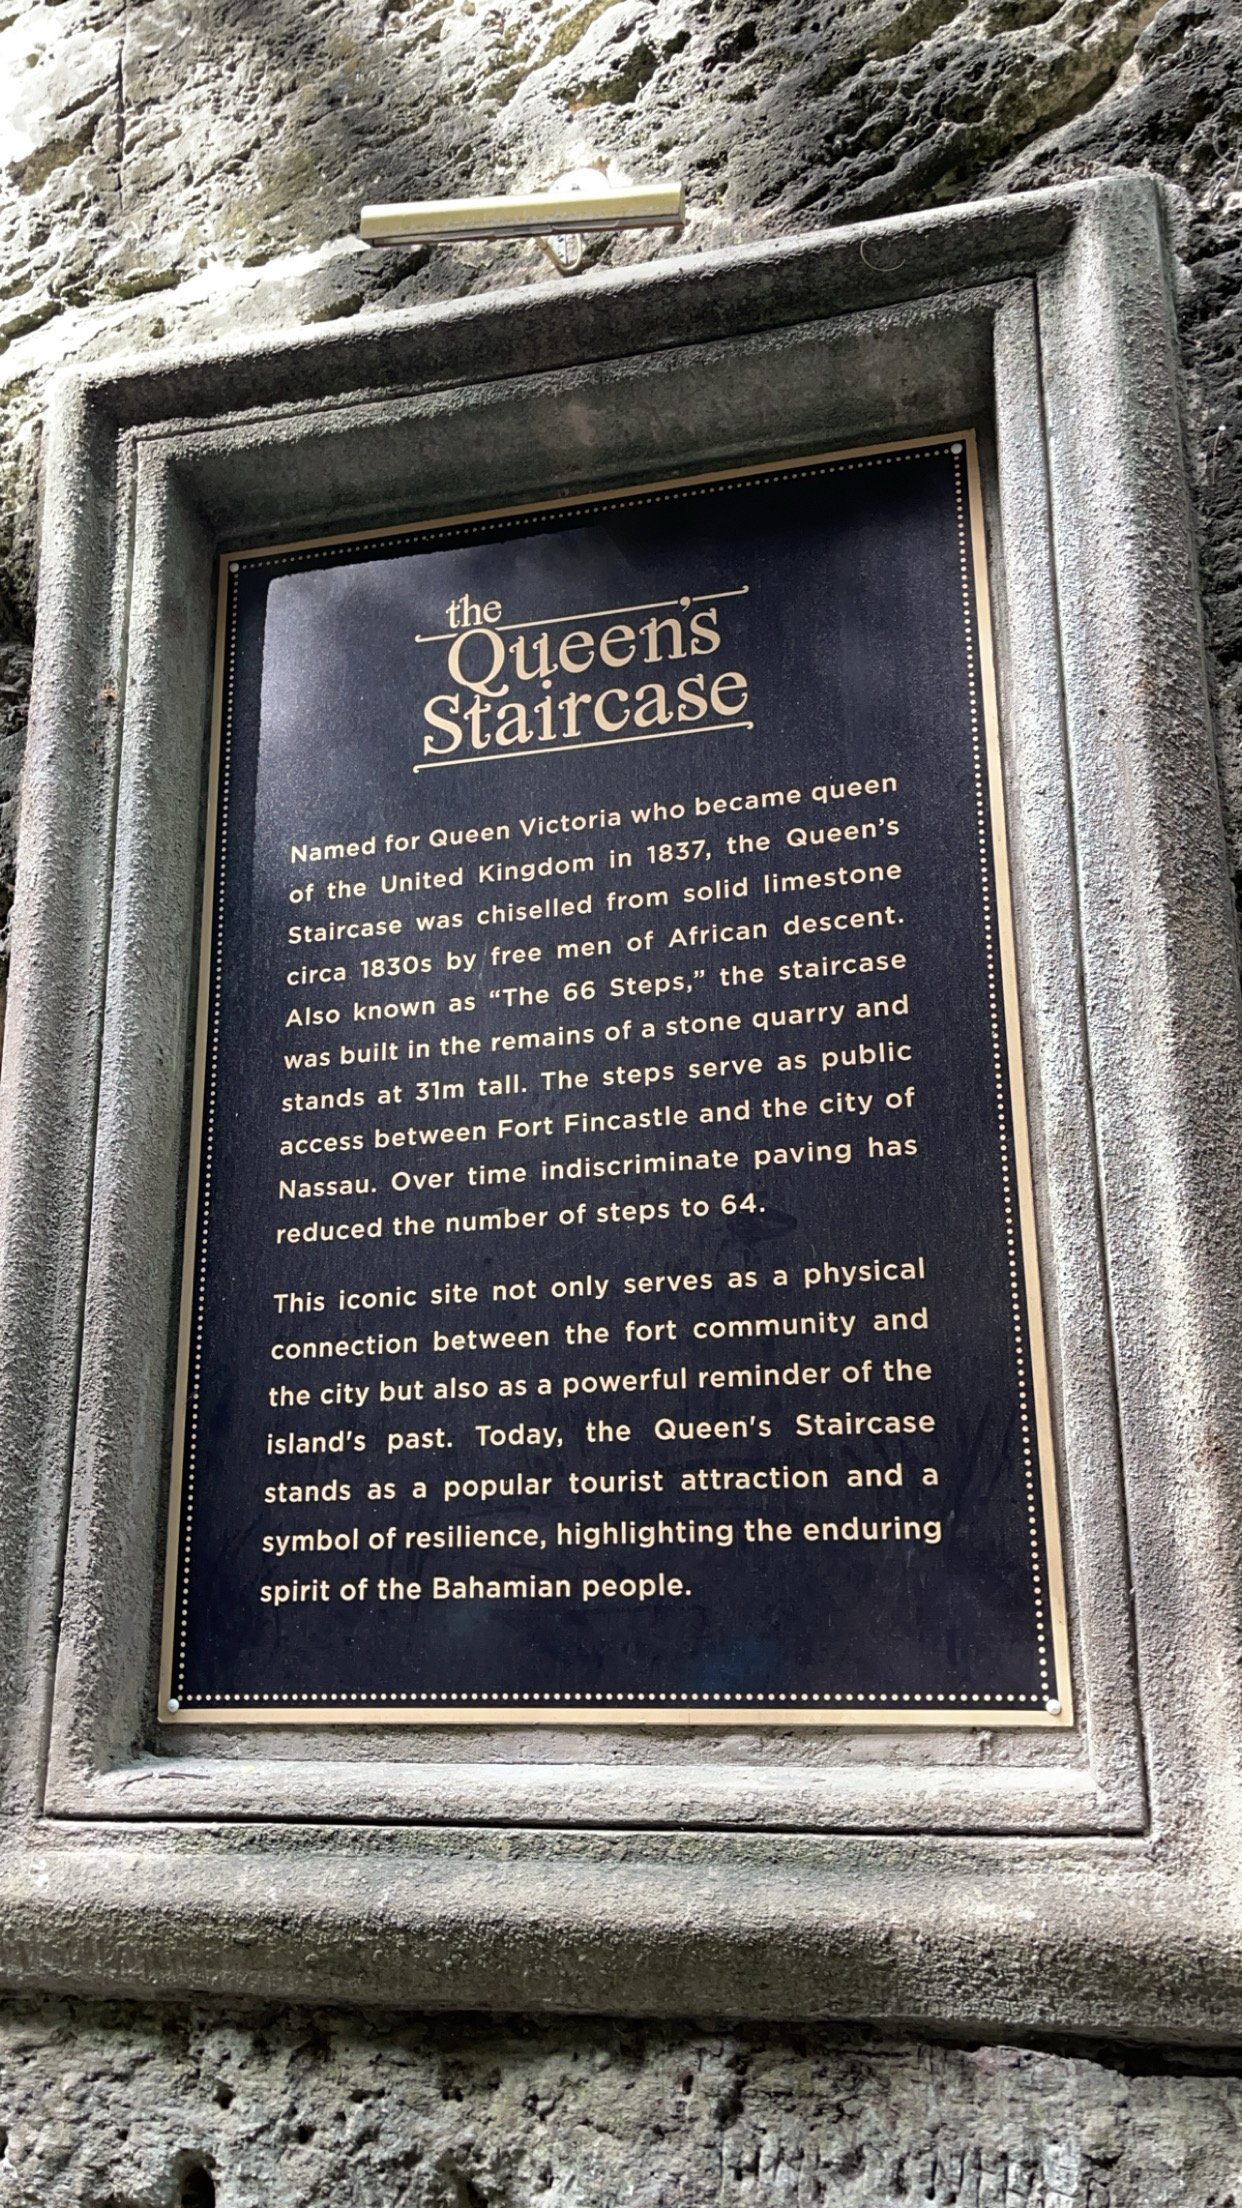 the
Queen's
Staircase
Named for Queen Victoria who became queen
of the United Kingdom in 1837, the Queen's
Staircase was chiselled from solid limestone
circa 1830s by free men of African descent.
Also known as “The 66 Steps,” the staircase
was built in the remains of a stone quarry and
stands at 31m tall. The steps serve as public
access between Fort Fincastle and the city of
Nassau. Over time indiscriminate paving has
reduced the number of steps to 64.
This iconic site not only serves as a physical
connection between the fort community and
the city but also as a powerful reminder of the
island's past. Today, the Queen's Staircase
stands as a popular tourist attraction and a
symbol of resilience, highlighting the enduring
spirit of the Bahamian people.